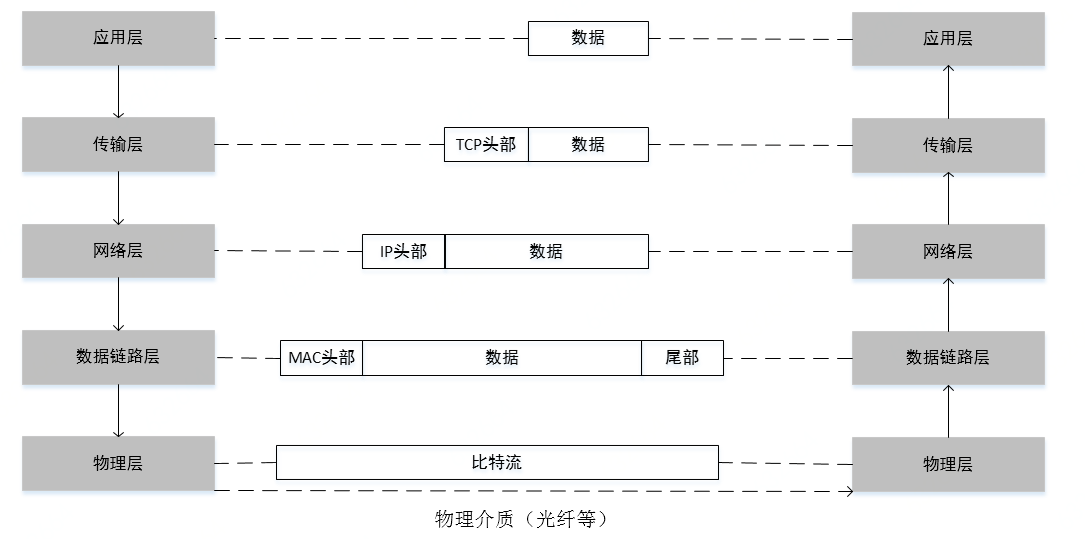 应用层 数据 应用层
传输层 TCP头部 数据 传输层
网络层 IP头部 数据 网络层
数据链路层 MAC头部 数据 尾部 数据链路层
物理层 比特流 物理层
物理介质（光纤等）